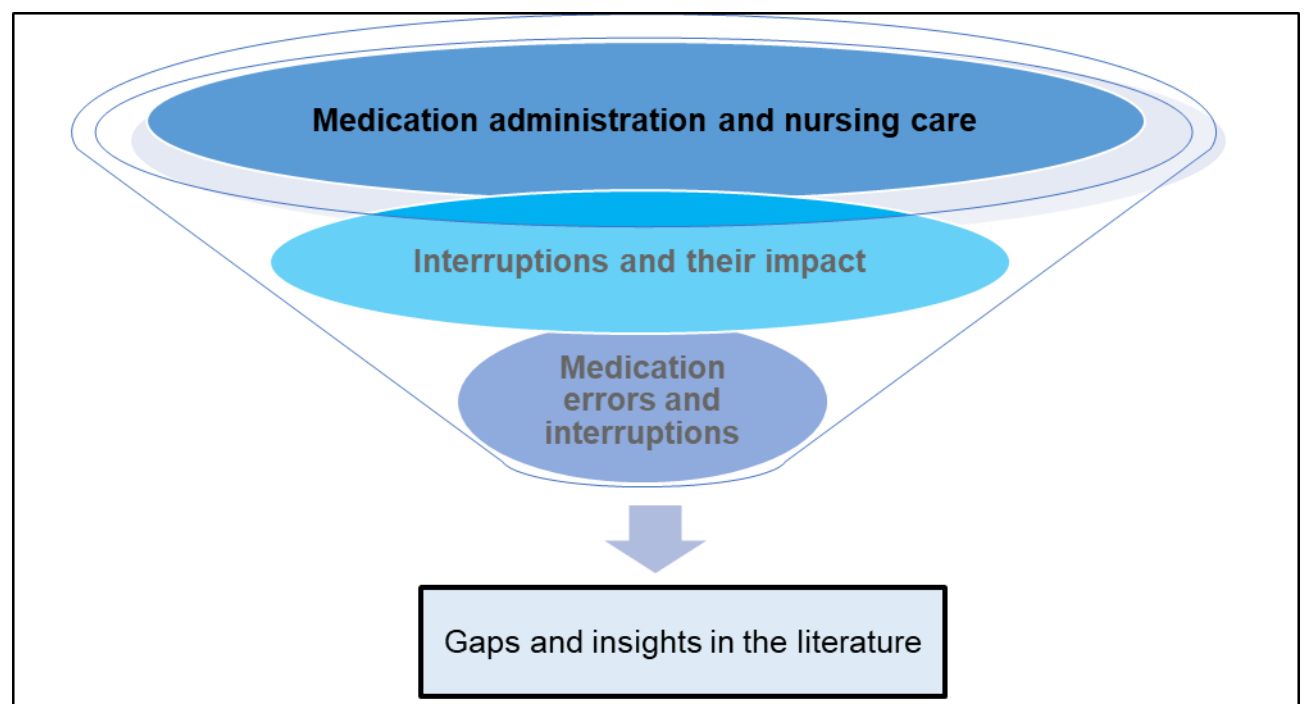 Medication administration and nursing care
Interruptions and their impact
Medication
errors and
interruptions
Gaps and insights in the literature